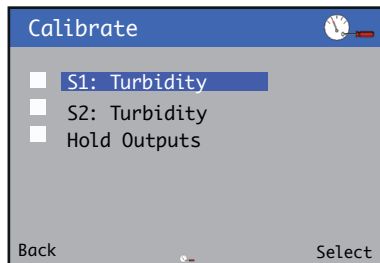 Calibrate
S1: Turbidity
S2: Turbidity
Hold Outputs
Back Select